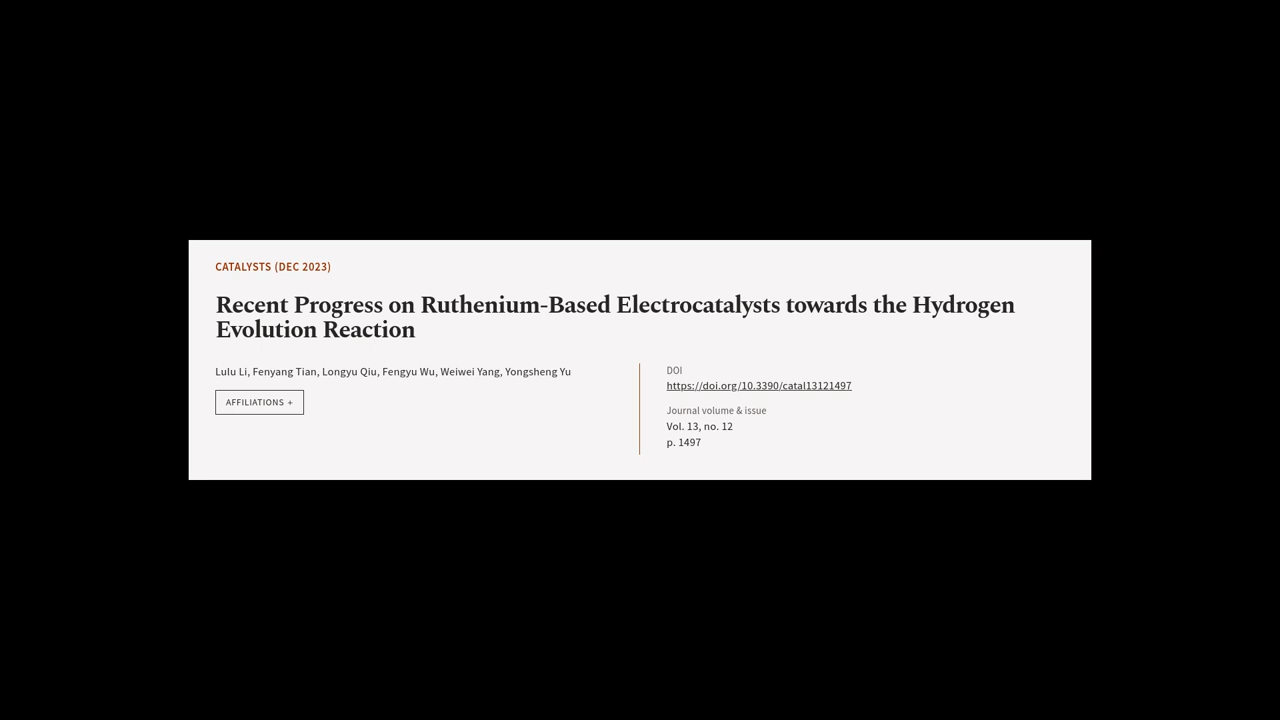 CATALYSTS (DEC 2023)
Recent Progress on Ruthenium-Based Electrocatalysts towards the Hydrogen
Evolution Reaction
Lulu Li, Fenyang Tian, Longyu Qiu, Fengyu Wu, Weiwei Yang, Yongsheng Yu
AFFILIATIONS +
DOI
https://doi.org/10.3390/catal13121497
Journal volume & issue
Vol. 13, no. 12
p. 1497